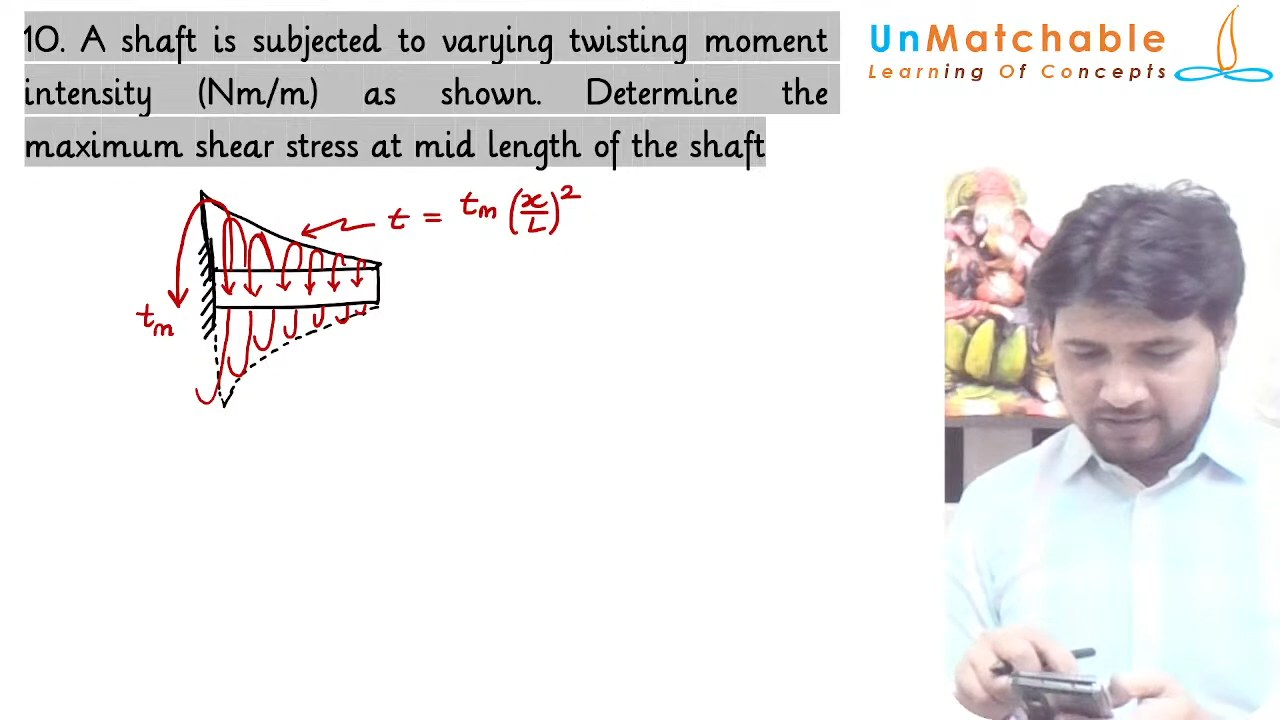 10. A shaft is subjected to varying twisting moment
intensity (Nm/m) as shown. Determine the
maximum shear stress at mid length of the shaft
UnMatchable
Learning Of Concepts
t = tm (x/L)²
tm